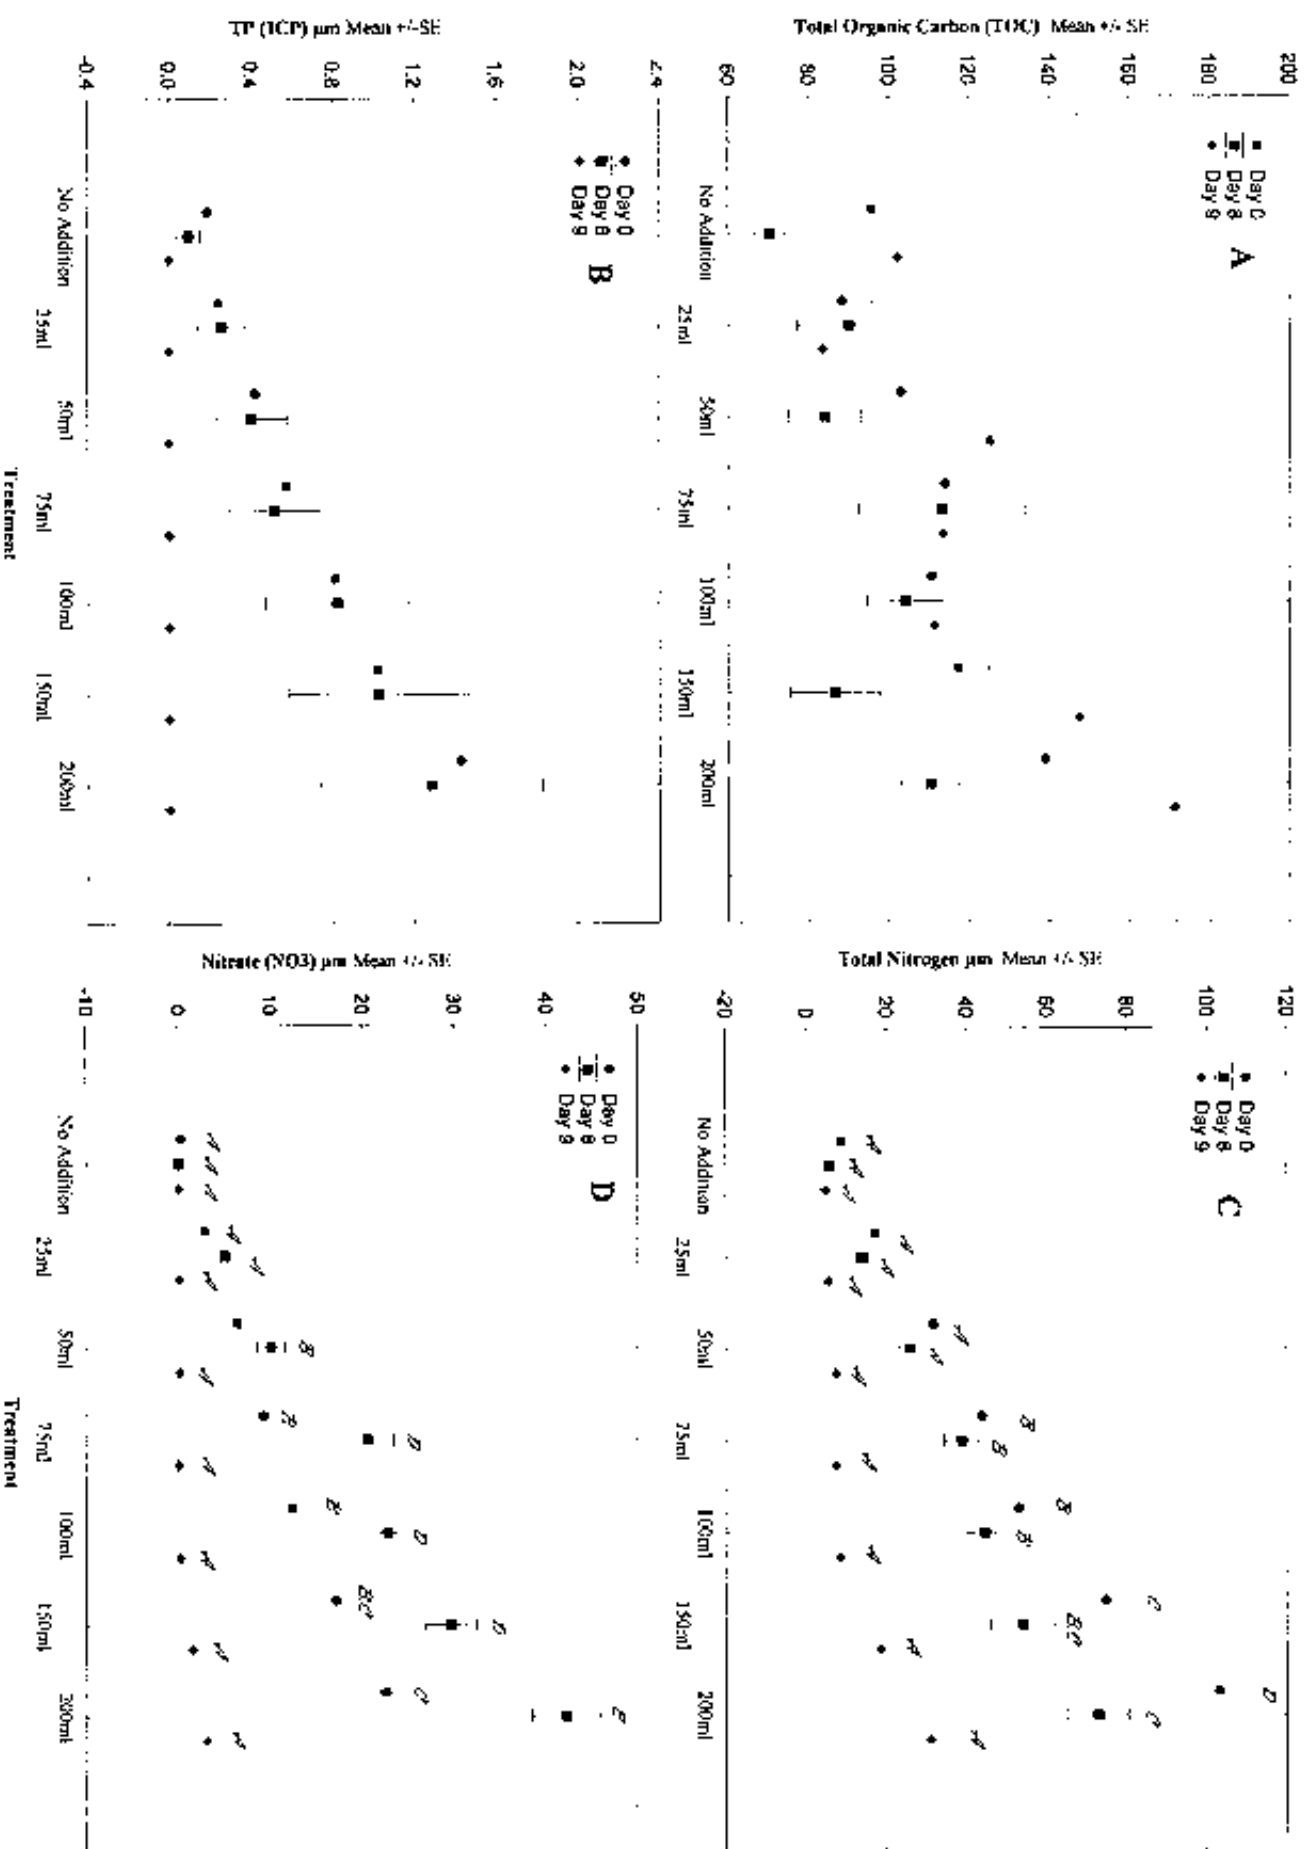 Total Organic Carbon (TOC) Mean +/- SE
200
180
160
140
120
100
80
60
Day 0
Day 8
Day 9
A
No Addition
25ml
50ml
75ml
100ml
150ml
200ml
Total Nitrogen µm Mean +/- SE
120
100
80
60
40
20
0
-20
Day 0
Day 8
Day 9
C
A A A
A A A
A A A
B B A
B B A
C BC A
D C A
No Addition
25ml
50ml
75ml
100ml
150ml
200ml
TP (ICP) µm Mean +/-SE
2.4
2.0
1.6
1.2
0.8
0.4
0.0
-0.4
Day 0
Day 8
Day 9
B
No Addition
25ml
50ml
75ml
100ml
150ml
200ml
Treatment
Nitrate (NO3) µm Mean +/- SE
50
40
30
20
10
0
-10
Day 0
Day 8
Day 9
D
A A A
A A A
B A
B D A
B D A
BC D A
C E A
No Addition
25ml
50ml
75ml
100ml
150ml
200ml
Treatment